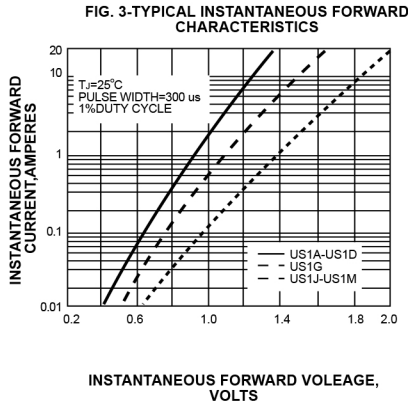 FIG. 3-TYPICAL INSTANTANEOUS FORWARD
CHARACTERISTICS
INSTANTANEOUS FORWARD
CURRENT,AMPERES
20
10
1
0.1
0.01
TJ=25°C
PULSE WIDTH=300 us
1%DUTY CYCLE
US1A-US1D
US1G
US1J-US1M
0.2 0.6 1.0 1.4 1.8 2.0
INSTANTANEOUS FORWARD VOLEAGE,
VOLTS